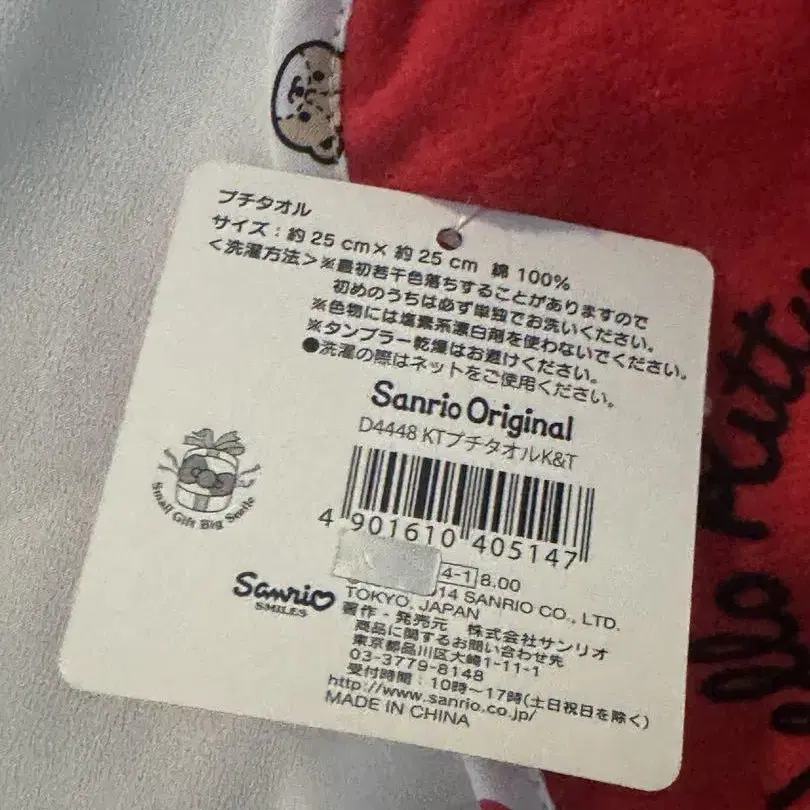 プチタオル
サイズ：約 25 cm× 約 25 cm 綿 100%
＜洗濯方法＞※最初若干色落ちすることがありますので
初めのうちは必ず単独でお洗いください。
※色物には塩素系漂白剤を使わないでください。
※タンブラー乾燥はお避けください。
●洗濯の際はネットをご使用ください。
Sanrio Original
D4448 KTプチタオルK&T
4 901610 405147
Small Gift Big Smile
4-1 8.00
14 SANRIO CO., LTD.
TOKYO, JAPAN
Sanrio
SMILES
著作・発売元 株式会社サンリオ
商品に関するお問い合わせ先
東京都品川区大崎1-11-1
03-3779-8148
受付時間：10時～17時(土日祝日を除く)
http://www.sanrio.co.jp/
MADE IN CHINA
llo Kitty